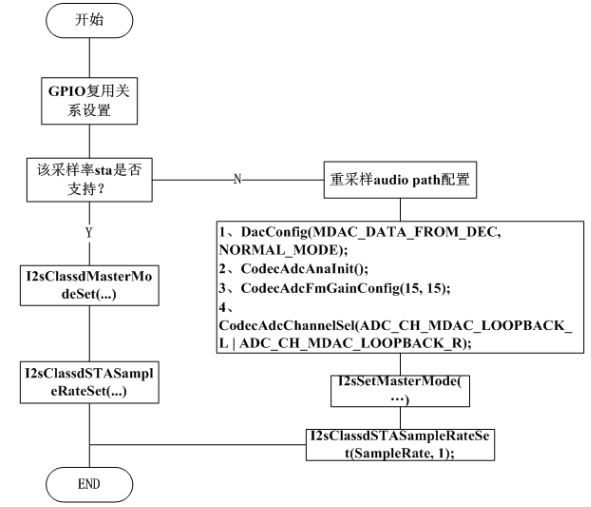 开始
GPIO复用关
系设置
该采样率sta是否
支持？
N
重采样audio path配置
Y
1、DacConfig(MDAC_DATA_FROM_DEC,
NORMAL_MODE);
2、CodecAdcAnaInit();
3、CodecAdcFmGainConfig(15, 15);
4、
CodecAdcChannelSel(ADC_CH_MDAC_LOOPBACK_
L | ADC_CH_MDAC_LOOPBACK_R);
I2sClassdMasterMo
deSet(...)
I2sClassdSTASampl
eRateSet(...)
I2sSetMasterMode(
…)
I2sClassdSTASampleRateSe
t(SampleRate, 1);
END